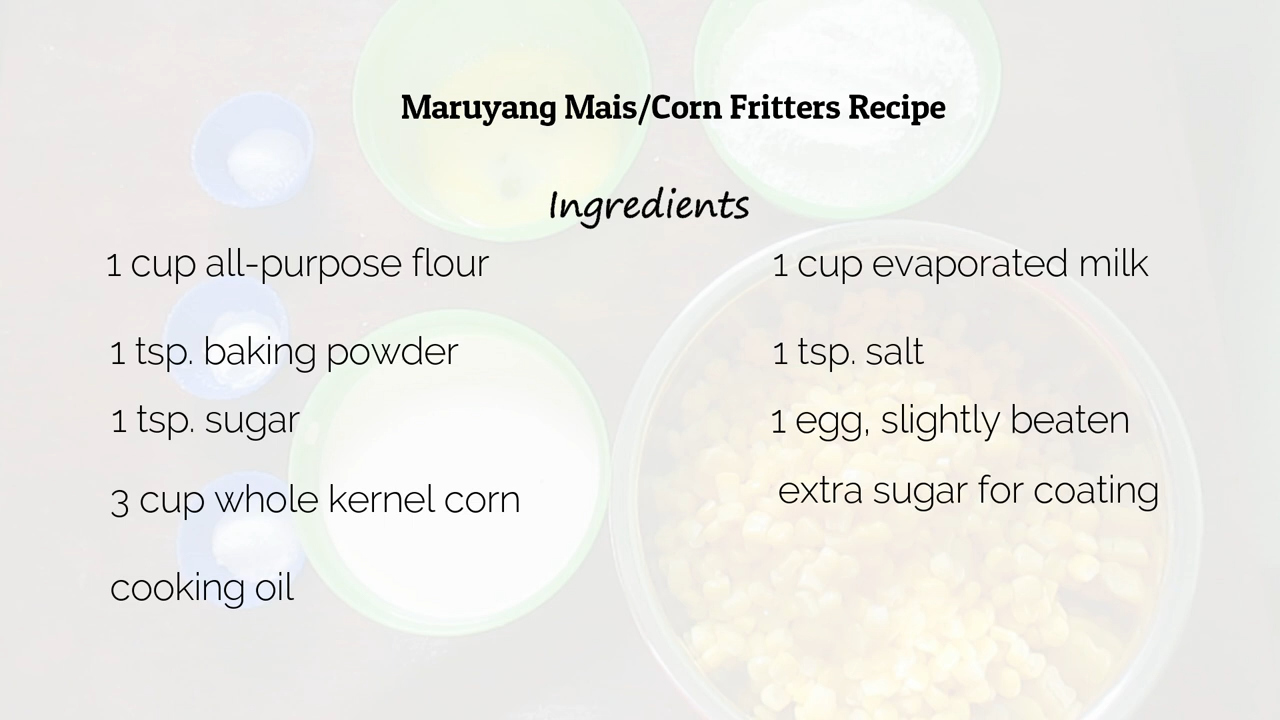 Maruyang Mais/Corn Fritters Recipe
Ingredients
1 cup all-purpose flour
1 tsp. baking powder
1 tsp. sugar
3 cup whole kernel corn
cooking oil
1 cup evaporated milk
1 tsp. salt
1 egg, slightly beaten
extra sugar for coating